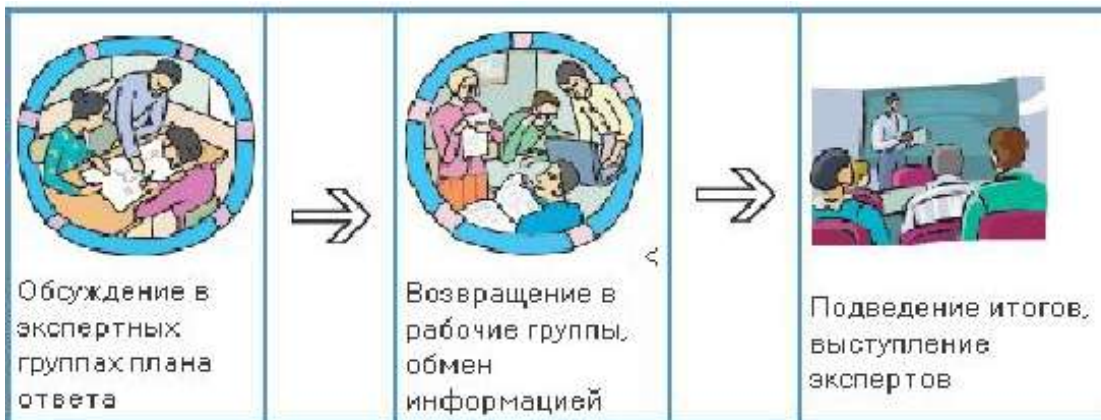 Обсуждение в
экспертных
группах плана
ответа
Возвращение в
рабочие группы,
обмен
информацией
Подведение итогов,
выступление
экспертов